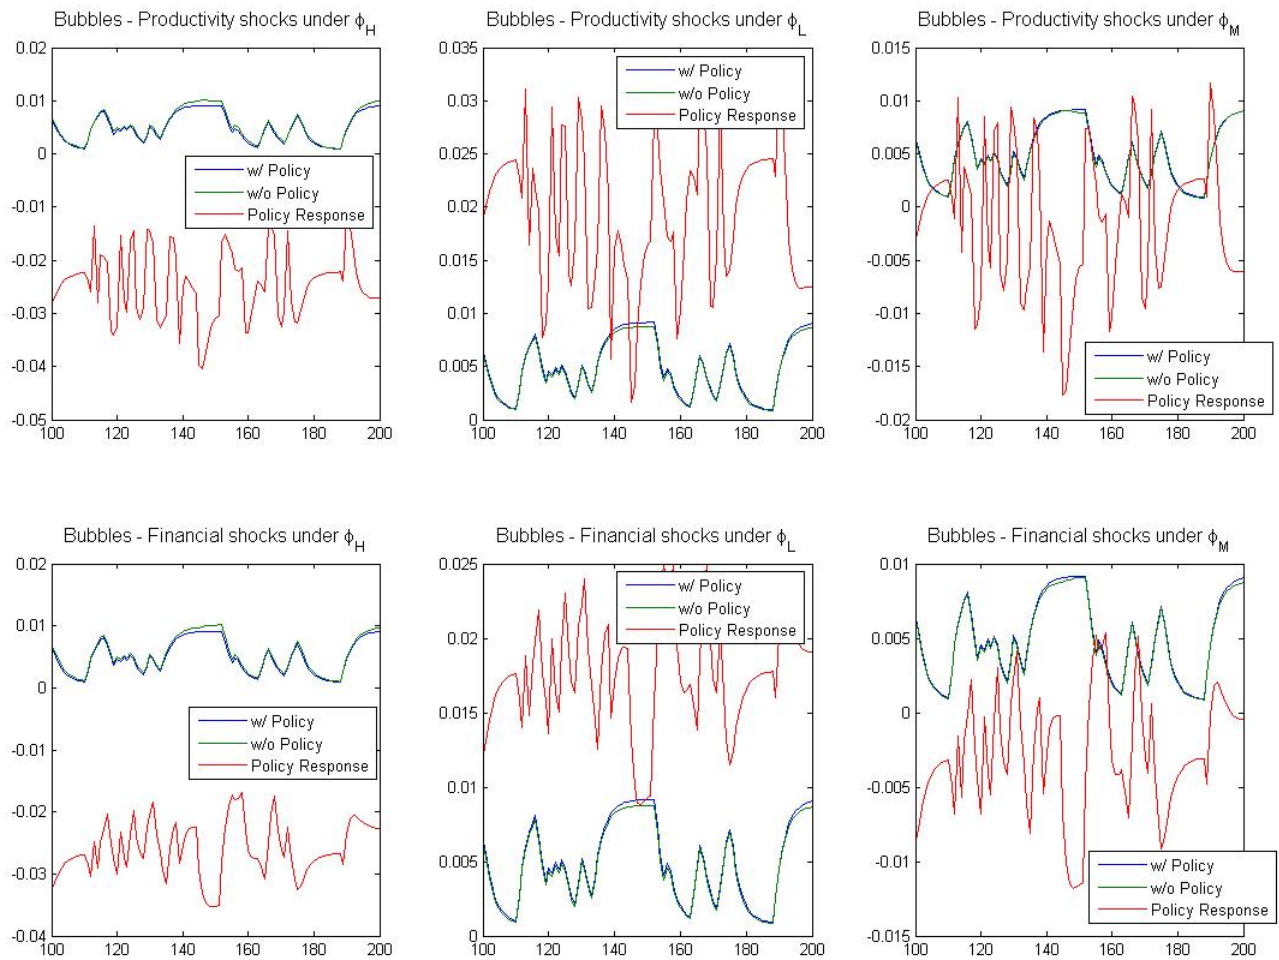 Bubbles - Productivity shocks under ϕH
0.02
0.01
0
-0.01
-0.02
-0.03
-0.04
-0.05
100 120 140 160 180 200
w/ Policy
w/o Policy
Policy Response
Bubbles - Productivity shocks under ϕL
0.035
0.03
0.025
0.02
0.015
0.01
0.005
0
100 120 140 160 180 200
w/ Policy
w/o Policy
Policy Response
Bubbles - Productivity shocks under ϕM
0.015
0.01
0.005
0
-0.005
-0.01
-0.015
-0.02
100 120 140 160 180 200
w/ Policy
w/o Policy
Policy Response
Bubbles - Financial shocks under ϕH
0.02
0.01
0
-0.01
-0.02
-0.03
-0.04
100 120 140 160 180 200
w/ Policy
w/o Policy
Policy Response
Bubbles - Financial shocks under ϕL
0.025
0.02
0.015
0.01
0.005
0
100 120 140 160 180 200
w/ Policy
w/o Policy
Policy Response
Bubbles - Financial shocks under ϕM
0.01
0.005
0
-0.005
-0.01
-0.015
100 120 140 160 180 200
w/ Policy
w/o Policy
Policy Response